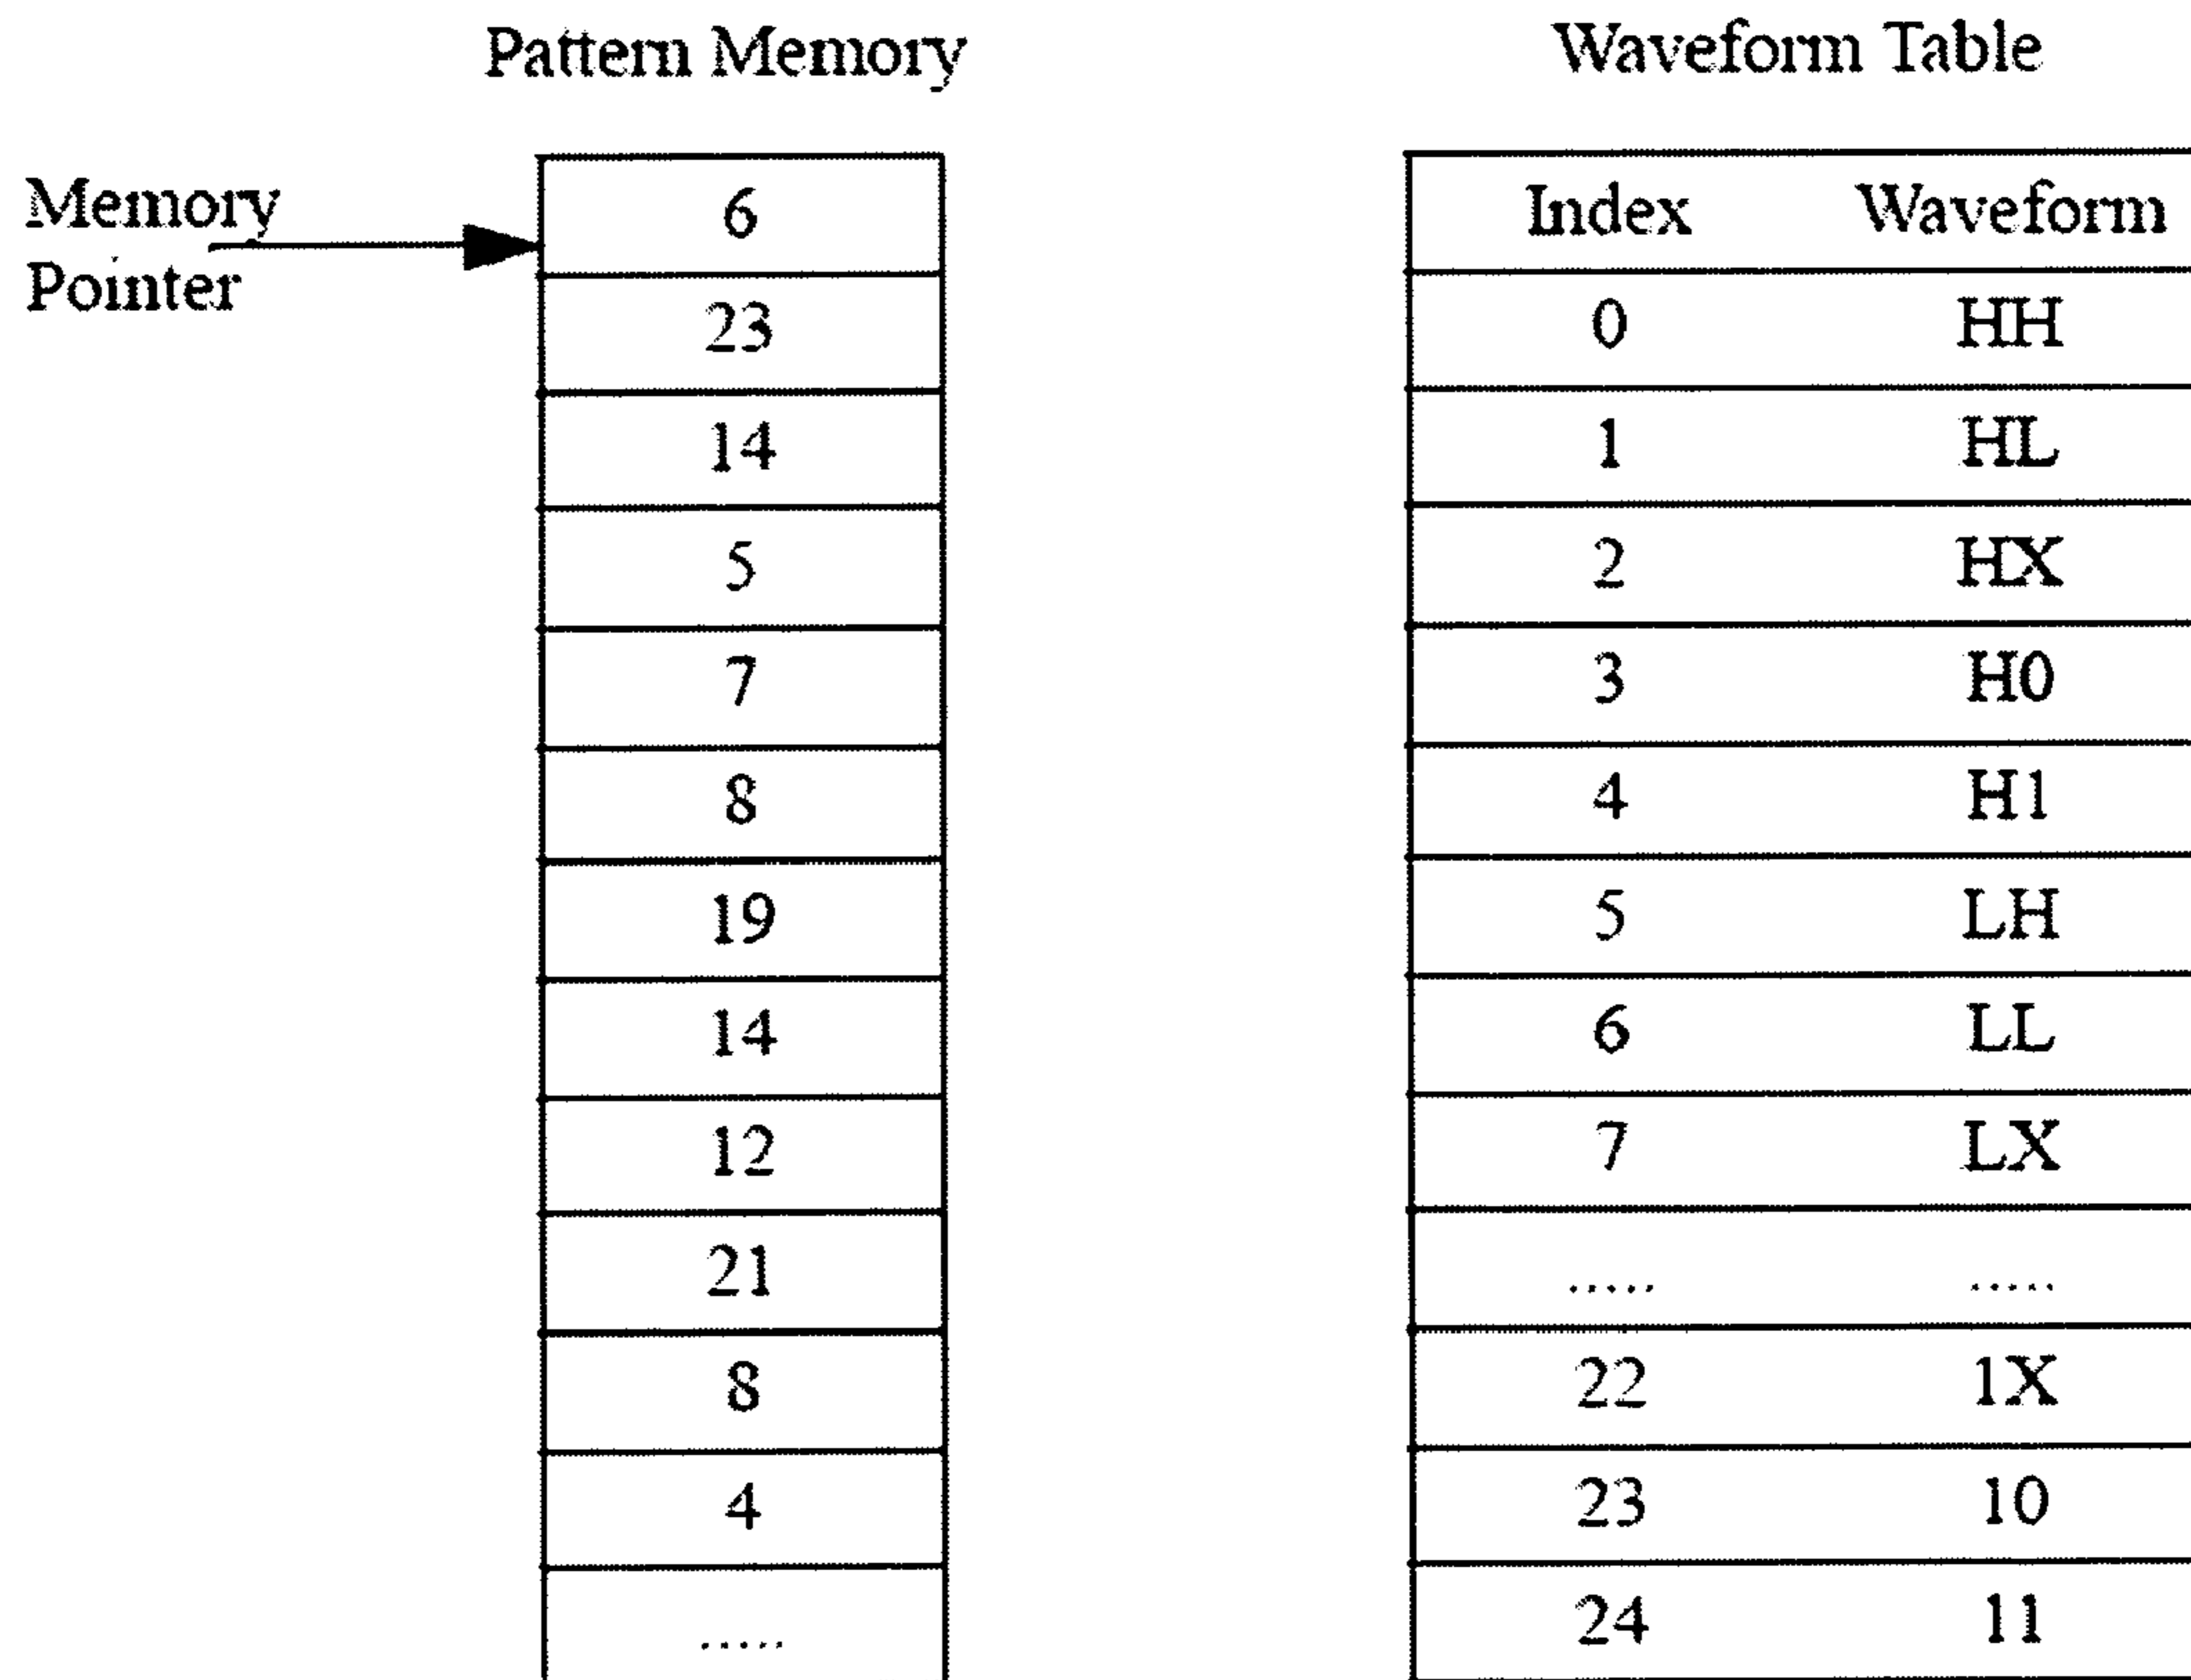 Pattern Memory
Memory
Pointer
6
23
14
5
7
8
19
14
12
21
8
4
.....
Waveform Table
Index Waveform
0 HH
1 HL
2 HX
3 H0
4 H1
5 LH
6 LL
7 LX
..... .....
22 1X
23 10
24 11